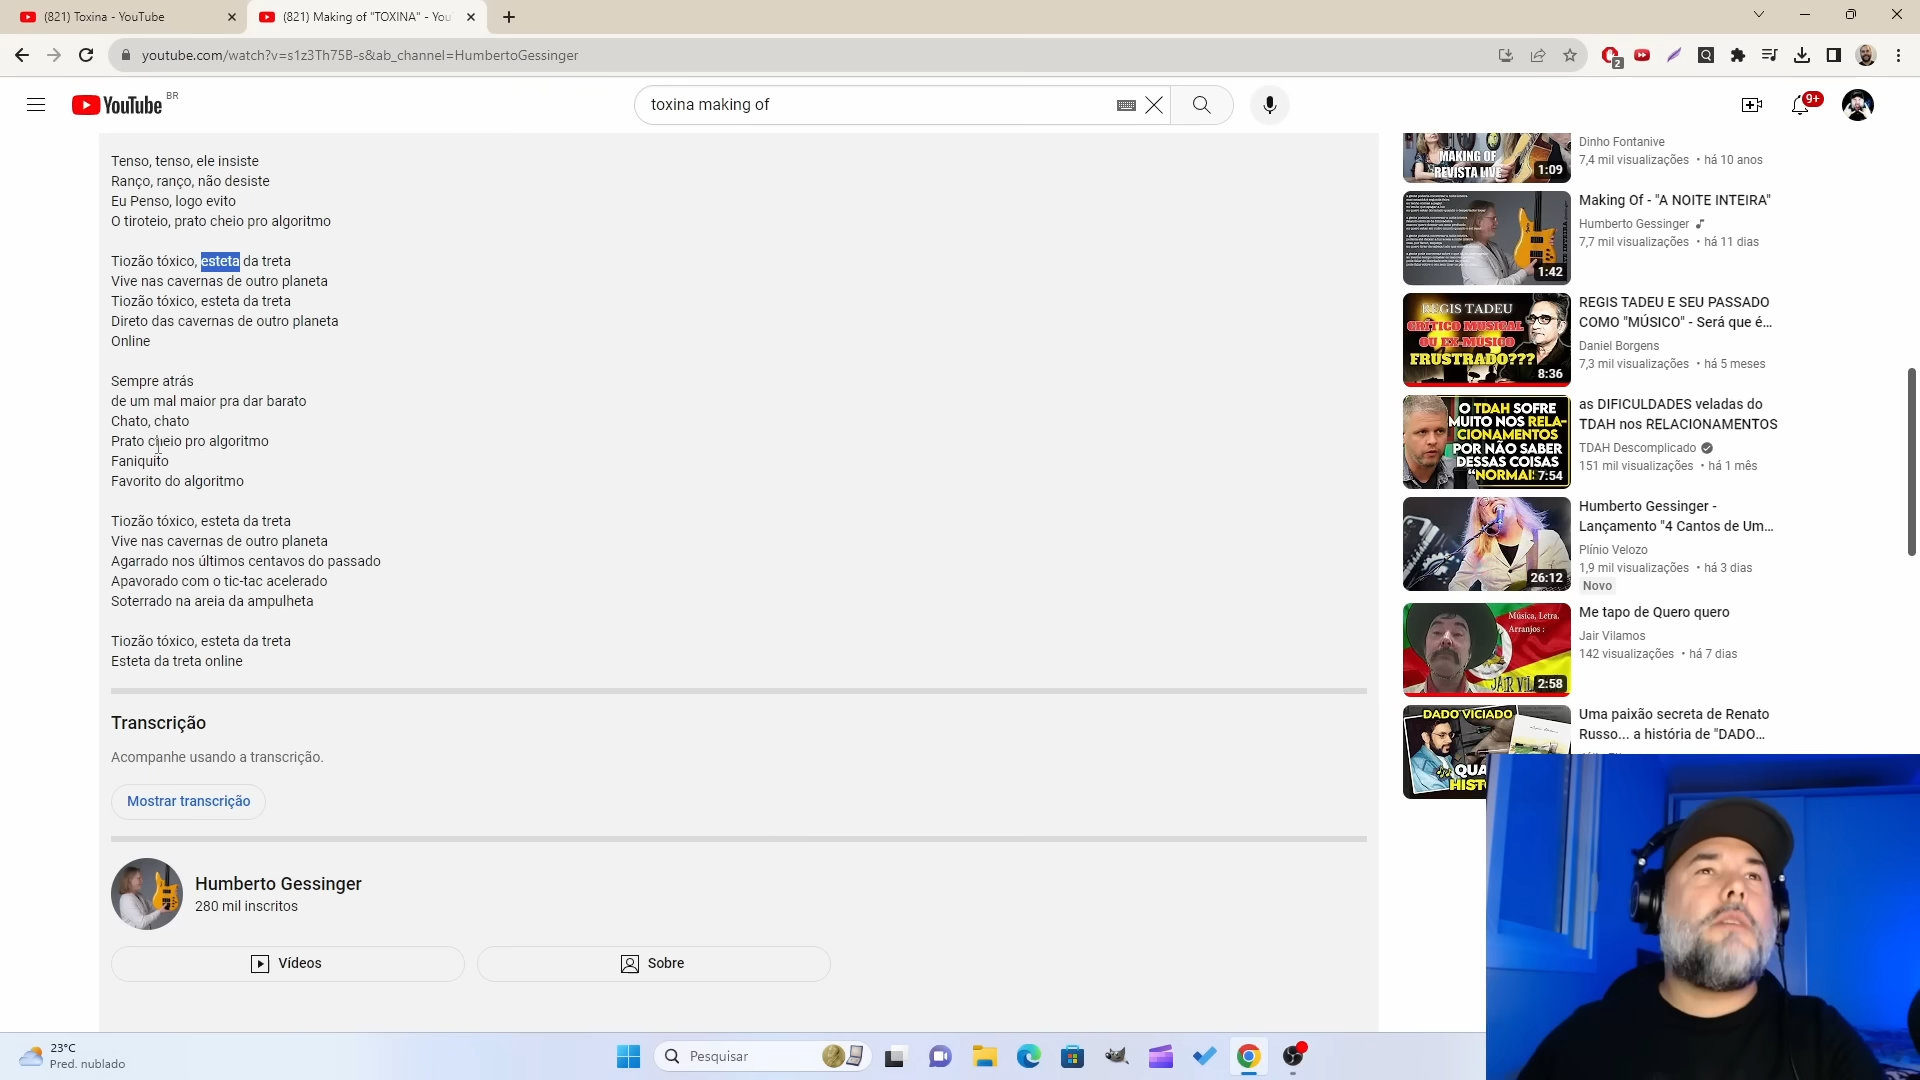 (821) Toxina - YouTube
(821) Making of "TOXINA" - You
youtube.com/watch?v=s1z3Th75B-s&ab_channel=HumbertoGessinger
2
YouTube BR
toxina making of
9+
Tenso, tenso, ele insiste
Ranço, ranço, não desiste
Eu Penso, logo evito
O tiroteio, prato cheio pro algoritmo
Tiozão tóxico, esteta da treta
Vive nas cavernas de outro planeta
Tiozão tóxico, esteta da treta
Direto das cavernas de outro planeta
Online
Sempre atrás
de um mal maior pra dar barato
Chato, chato
Prato cheio pro algoritmo
Faniquito
Favorito do algoritmo
Tiozão tóxico, esteta da treta
Vive nas cavernas de outro planeta
Agarrado nos últimos centavos do passado
Apavorado com o tic-tac acelerado
Soterrado na areia da ampulheta
Tiozão tóxico, esteta da treta
Esteta da treta online
Transcrição
Acompanhe usando a transcrição.
Mostrar transcrição
Humberto Gessinger
280 mil inscritos
Vídeos
Sobre
MAKING OF
REVISTA LIVE
1:09
Dinho Fontanive
7,4 mil visualizações • há 10 anos
1:42
Making Of - "A NOITE INTEIRA"
Humberto Gessinger
7,7 mil visualizações • há 11 dias
REGIS TADEU
CRÍTICO MUSICAL
OU EX-MÚSICO
FRUSTRADO???
8:36
REGIS TADEU E SEU PASSADO
COMO "MÚSICO" - Será que é...
Daniel Borgens
7,3 mil visualizações • há 5 meses
O TDAH SOFRE
MUITO NOS RELA-
CIONAMENTOS
POR NÃO SABER
DESSAS COISAS
"NORMAI
7:54
as DIFICULDADES veladas do
TDAH nos RELACIONAMENTOS
TDAH Descomplicado
151 mil visualizações • há 1 mês
26:12
Humberto Gessinger -
Lançamento "4 Cantos de Um...
Plínio Velozo
1,9 mil visualizações • há 3 dias
Novo
Música, Letra.
Arranjos :
JAIR VIL
2:58
Me tapo de Quero quero
Jair Vilamos
142 visualizações • há 7 dias
DADO VICIADO
QUA
HIST
Uma paixão secreta de Renato
Russo... a história de "DADO...
23°C
Pred. nublado
Pesquisar